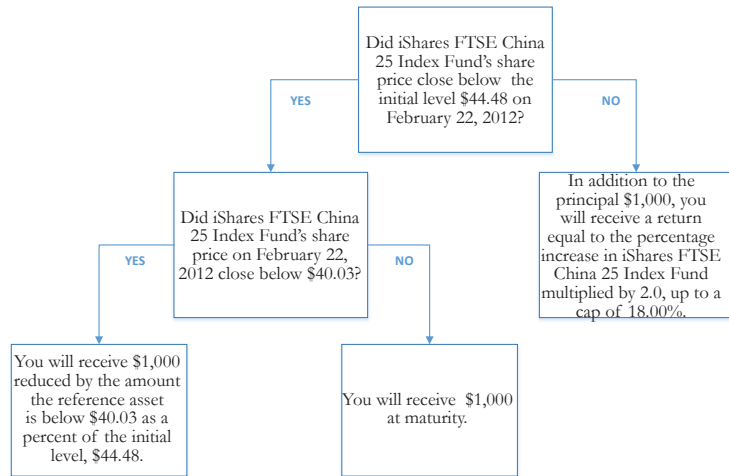 Did iShares FTSE China
25 Index Fund's share
price close below the
initial level $44.48 on
February 22, 2012?
YES
NO
Did iShares FTSE China
25 Index Fund's share
price on February 22,
2012 close below $40.03?
In addition to the
principal $1,000, you
will receive a return
equal to the percentage
increase in iShares FTSE
China 25 Index Fund
multiplied by 2.0, up to a
cap of 18.00%.
YES
NO
You will receive $1,000
reduced by the amount
the reference asset
is below $40.03 as a
percent of the initial
level, $44.48.
You will receive $1,000
at maturity.